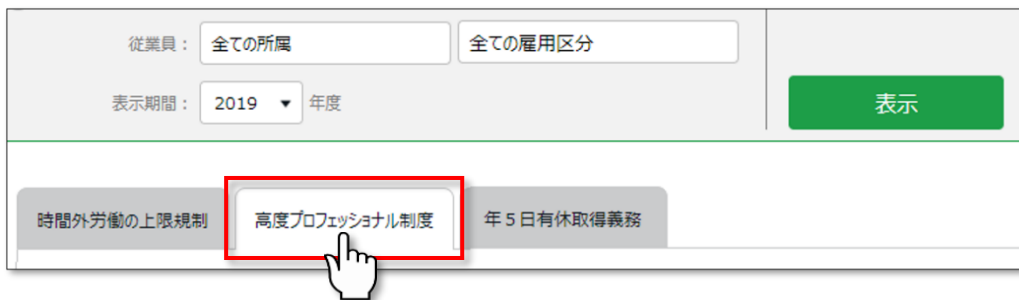 従業員： 全ての所属 全ての雇用区分
表示期間： 2019 ▼ 年度
表示
時間外労働の上限規制 高度プロフェッショナル制度 年５日有休取得義務